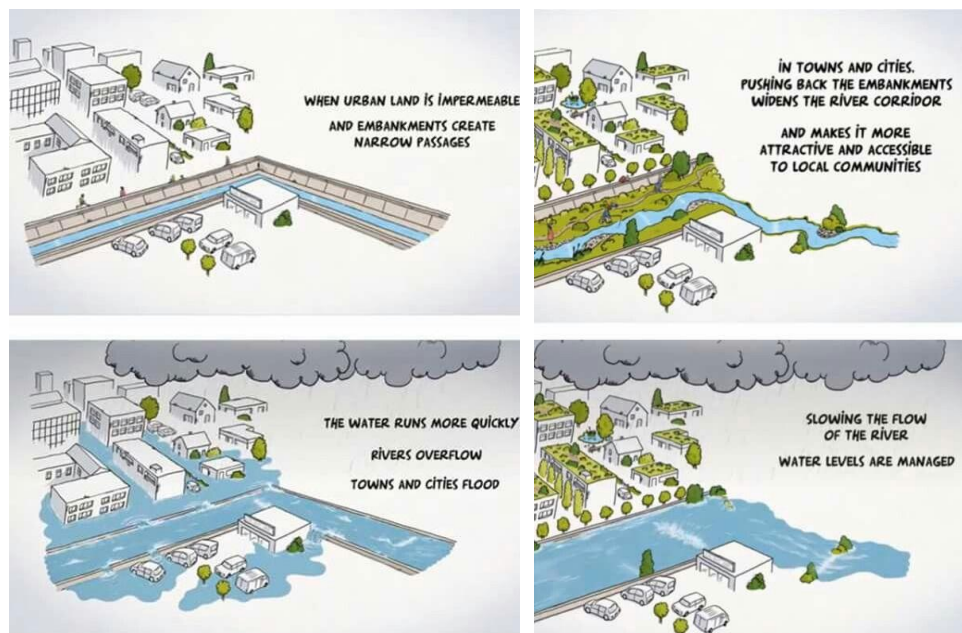 WHEN URBAN LAND IS IMPERMEABLE
AND EMBANKMENTS CREATE
NARROW PASSAGES
IN TOWNS AND CITIES,
PUSHING BACK THE EMBANKMENTS
WIDENS THE RIVER CORRIDOR
AND MAKES IT MORE
ATTRACTIVE AND ACCESSIBLE
TO LOCAL COMMUNITIES
THE WATER RUNS MORE QUICKLY
RIVERS OVERFLOW
TOWNS AND CITIES FLOOD
SLOWING THE FLOW
OF THE RIVER
WATER LEVELS ARE MANAGED